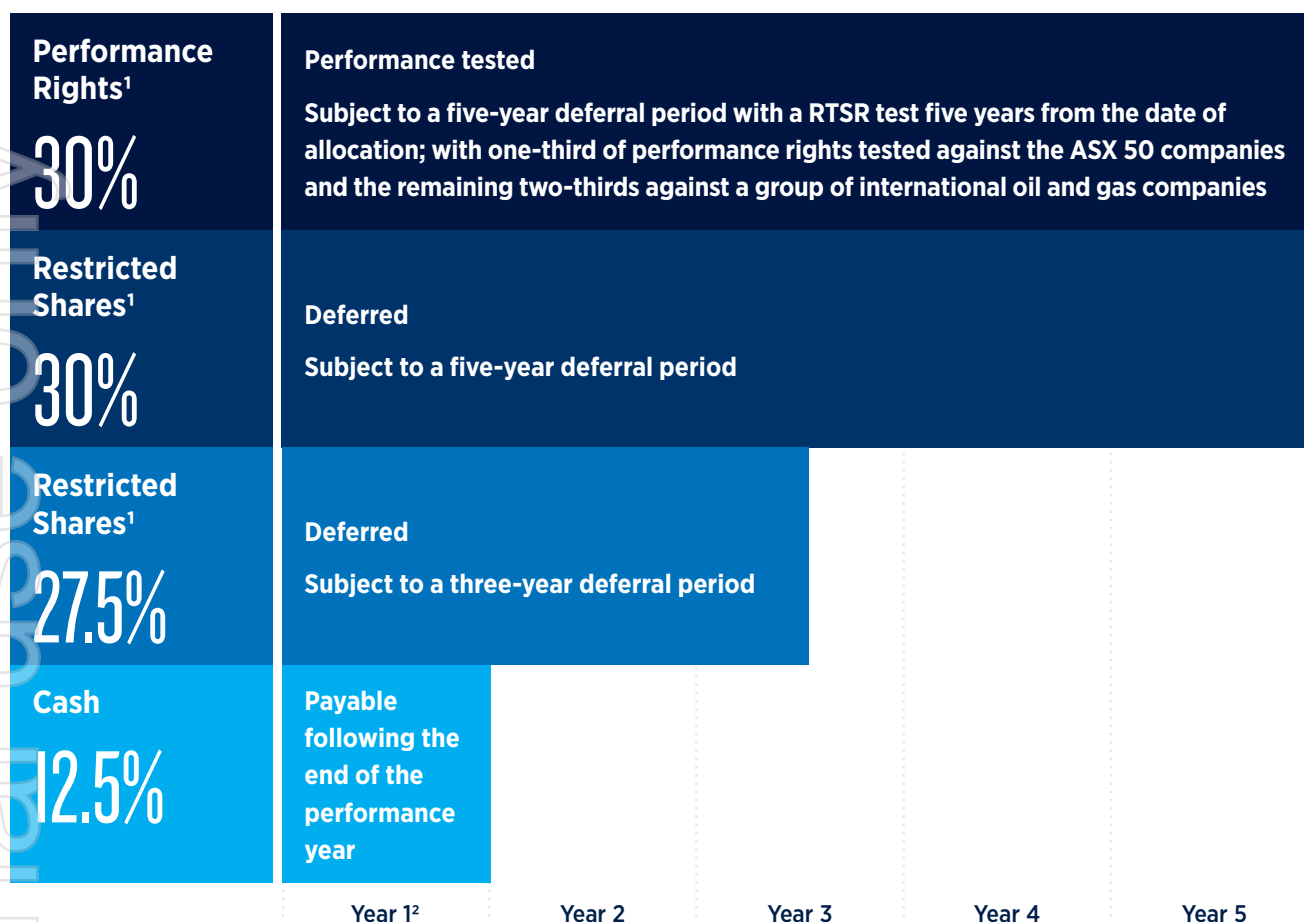 Performance
Rights¹
30%
Performance tested
Subject to a five-year deferral period with a RTSR test five years from the date of
allocation; with one-third of performance rights tested against the ASX 50 companies
and the remaining two-thirds against a group of international oil and gas companies
Restricted
Shares¹
30%
Deferred
Subject to a five-year deferral period
Restricted
Shares¹
27.5%
Deferred
Subject to a three-year deferral period
Cash
12.5%
Payable
following the
end of the
performance
year
Year 1² Year 2 Year 3 Year 4 Year 5